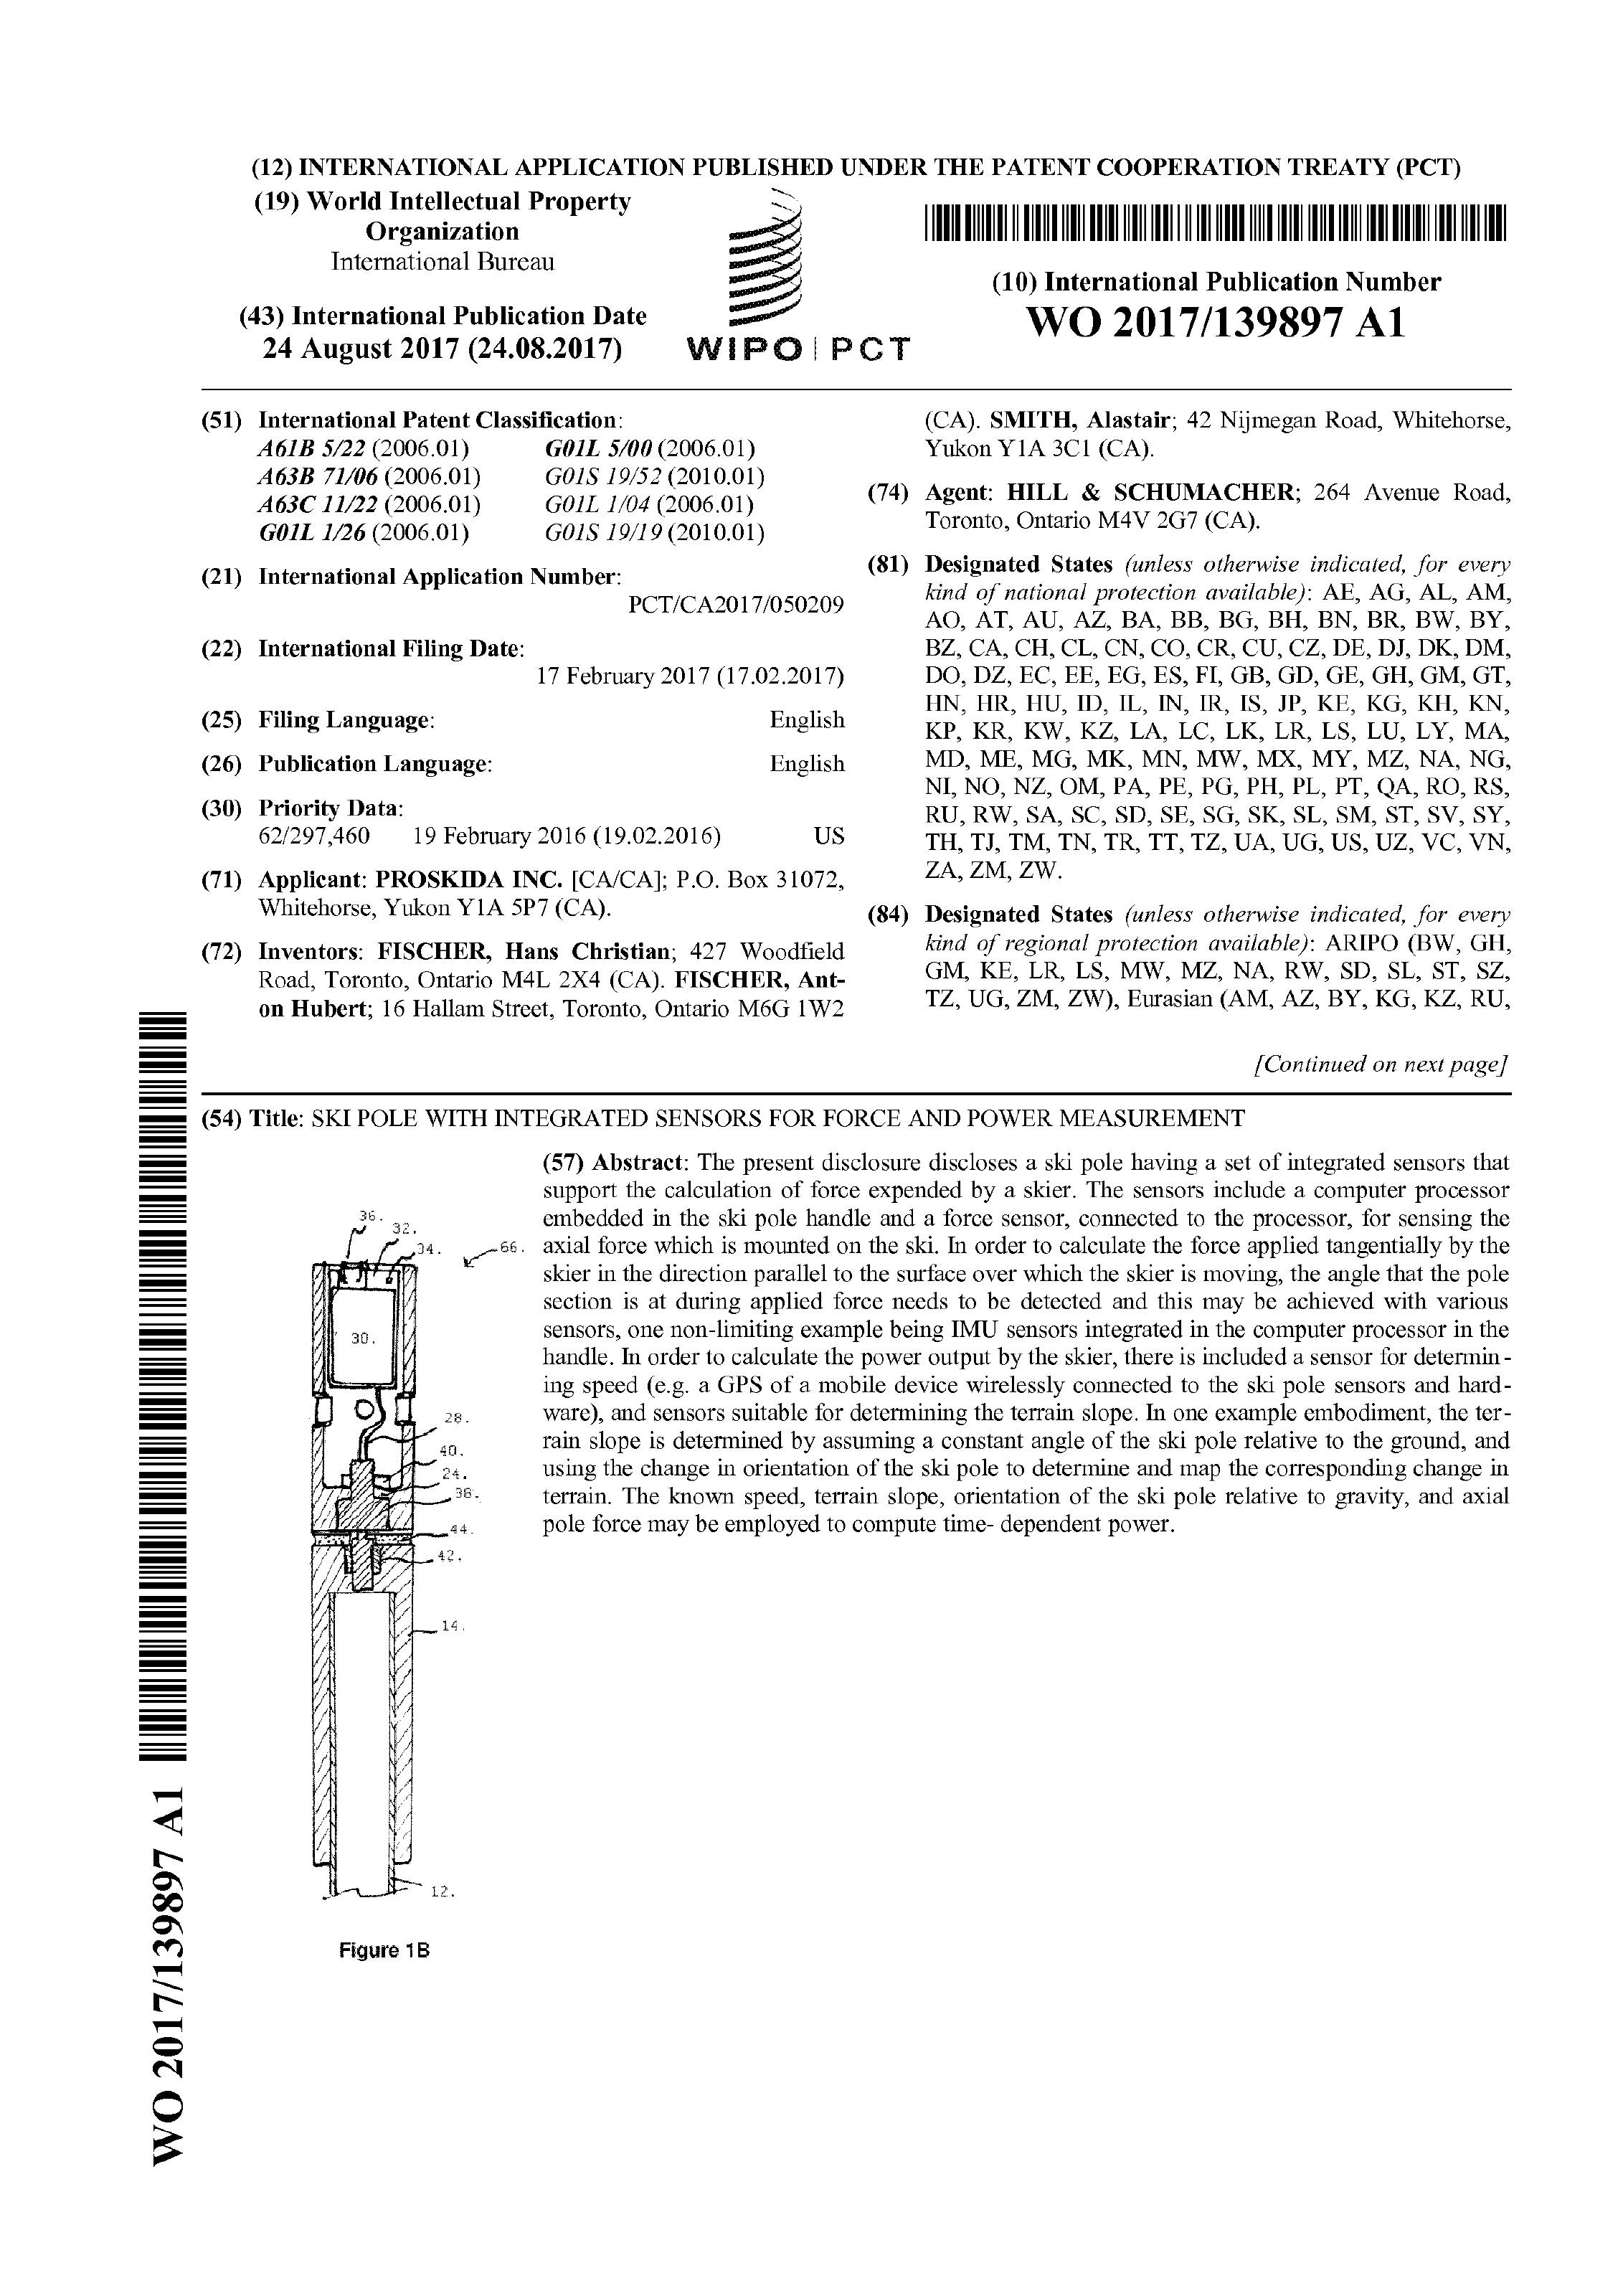 (12) INTERNATIONAL APPLICATION PUBLISHED UNDER THE PATENT COOPERATION TREATY (PCT)
(19) World Intellectual Property
Organization
International Bureau
(43) International Publication Date
24 August 2017 (24.08.2017)
WIPO | PCT
(10) International Publication Number
WO 2017/139897 A1
(51) International Patent Classification:
A61B 5/22 (2006.01) G01L 5/00 (2006.01)
A63B 71/06 (2006.01) G01S 19/52 (2010.01)
A63C 11/22 (2006.01) G01L 1/04 (2006.01)
G01L 1/26 (2006.01) G01S 19/19 (2010.01)
(21) International Application Number:
PCT/CA2017/050209
(22) International Filing Date:
17 February 2017 (17.02.2017)
(25) Filing Language: English
(26) Publication Language: English
(30) Priority Data:
62/297,460 19 February 2016 (19.02.2016) US
(71) Applicant: PROSKIDA INC. [CA/CA]; P.O. Box 31072,
Whitehorse, Yukon Y1A 5P7 (CA).
(72) Inventors: FISCHER, Hans Christian; 427 Woodfield
Road, Toronto, Ontario M4L 2X4 (CA). FISCHER, Ant-
on Hubert; 16 Hallam Street, Toronto, Ontario M6G 1W2
(CA). SMITH, Alastair; 42 Nijmegan Road, Whitehorse,
Yukon Y1A 3C1 (CA).
(74) Agent: HILL & SCHUMACHER; 264 Avenue Road,
Toronto, Ontario M4V 2G7 (CA).
(81) Designated States (unless otherwise indicated, for every
kind of national protection available): AE, AG, AL, AM,
AO, AT, AU, AZ, BA, BB, BG, BH, BN, BR, BW, BY,
BZ, CA, CH, CL, CN, CO, CR, CU, CZ, DE, DJ, DK, DM,
DO, DZ, EC, EE, EG, ES, FI, GB, GD, GE, GH, GM, GT,
HN, HR, HU, ID, IL, IN, IR, IS, JP, KE, KG, KH, KN,
KP, KR, KW, KZ, LA, LC, LK, LR, LS, LU, LY, MA,
MD, ME, MG, MK, MN, MW, MX, MY, MZ, NA, NG,
NI, NO, NZ, OM, PA, PE, PG, PH, PL, PT, QA, RO, RS,
RU, RW, SA, SC, SD, SE, SG, SK, SL, SM, ST, SV, SY,
TH, TJ, TM, TN, TR, TT, TZ, UA, UG, US, UZ, VC, VN,
ZA, ZM, ZW.
(84) Designated States (unless otherwise indicated, for every
kind of regional protection available): ARIPO (BW, GH,
GM, KE, LR, LS, MW, MZ, NA, RW, SD, SL, ST, SZ,
TZ, UG, ZM, ZW), Eurasian (AM, AZ, BY, KG, KZ, RU,
[Continued on next page]
(54) Title: SKI POLE WITH INTEGRATED SENSORS FOR FORCE AND POWER MEASUREMENT
(57) Abstract: The present disclosure discloses a ski pole having a set of integrated sensors that
support the calculation of force expended by a skier. The sensors include a computer processor
embedded in the ski pole handle and a force sensor, connected to the processor, for sensing the
axial force which is mounted on the ski. In order to calculate the force applied tangentially by the
skier in the direction parallel to the surface over which the skier is moving, the angle that the pole
section is at during applied force needs to be detected and this may be achieved with various
sensors, one non-limiting example being IMU sensors integrated in the computer processor in the
handle. In order to calculate the power output by the skier, there is included a sensor for determin-
ing speed (e.g. a GPS of a mobile device wirelessly connected to the ski pole sensors and hard-
ware), and sensors suitable for determining the terrain slope. In one example embodiment, the ter-
rain slope is determined by assuming a constant angle of the ski pole relative to the ground, and
using the change in orientation of the ski pole to determine and map the corresponding change in
terrain. The known speed, terrain slope, orientation of the ski pole relative to gravity, and axial
pole force may be employed to compute time- dependent power.
36.
32.
34.
66.
30.
28.
40.
24.
38.
44.
42.
14.
12.
Figure 1B
WO 2017/139897 A1